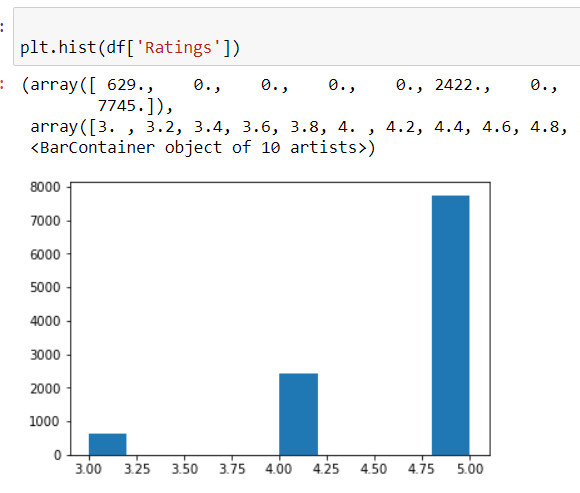 :
plt.hist(df['Ratings'])
: (array([ 629., 0., 0., 0., 0., 2422., 0.,
7745.]),
array([3. , 3.2, 3.4, 3.6, 3.8, 4. , 4.2, 4.4, 4.6, 4.8,
<BarContainer object of 10 artists>)
8000
7000
6000
5000
4000
3000
2000
1000
0
3.00 3.25 3.50 3.75 4.00 4.25 4.50 4.75 5.00